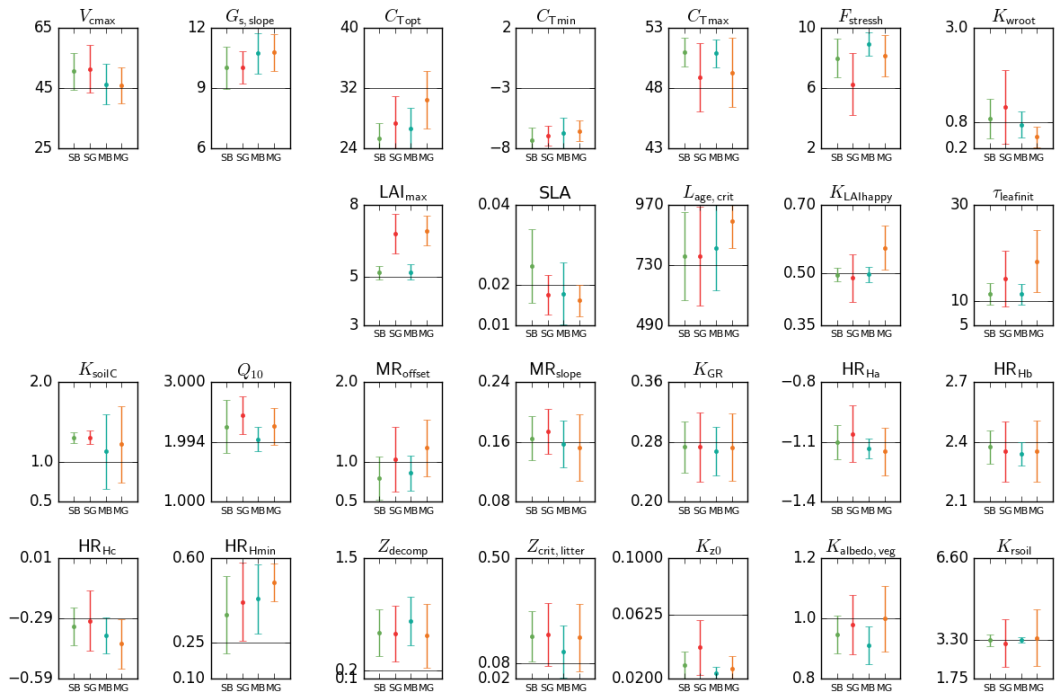 V_cmax G_s, slope C_Topt C_Tmin C_Tmax F_stressh K_wroot
65 12 40 2 53 10 3.0
45 9 32 −3 48 6 0.8
25 6 24 −8 43 2 0.2
SB SG MB MG SB SG MB MG SB SG MB MG SB SG MB MG SB SG MB MG SB SG MB MG SB SG MB MG
LAI_max SLA L_age, crit K_LAIhappy τ_leafinit
8 0.04 970 0.70 30
5 0.02 730 0.50 10
3 0.01 490 0.35 5
SB SG MB MG SB SG MB MG SB SG MB MG SB SG MB MG SB SG MB MG
K_soilC Q_10 MR_offset MR_slope K_GR HR_Ha HR_Hb
2.0 3.000 2.0 0.24 0.36 −0.8 2.7
1.0 1.994 1.0 0.16 0.28 −1.1 2.4
0.5 1.000 0.5 0.08 0.20 −1.4 2.1
SB SG MB MG SB SG MB MG SB SG MB MG SB SG MB MG SB SG MB MG SB SG MB MG SB SG MB MG
HR_Hc HR_Hmin Z_decomp Z_crit, litter K_z0 K_albedo, veg K_rsoil
0.01 0.60 1.5 0.50 0.1000 1.2 6.60
−0.29 0.25 0.2 0.08 0.0625 1.0 3.30
−0.59 0.10 0.1 0.02 0.0200 0.8 1.75
SB SG MB MG SB SG MB MG SB SG MB MG SB SG MB MG SB SG MB MG SB SG MB MG SB SG MB MG